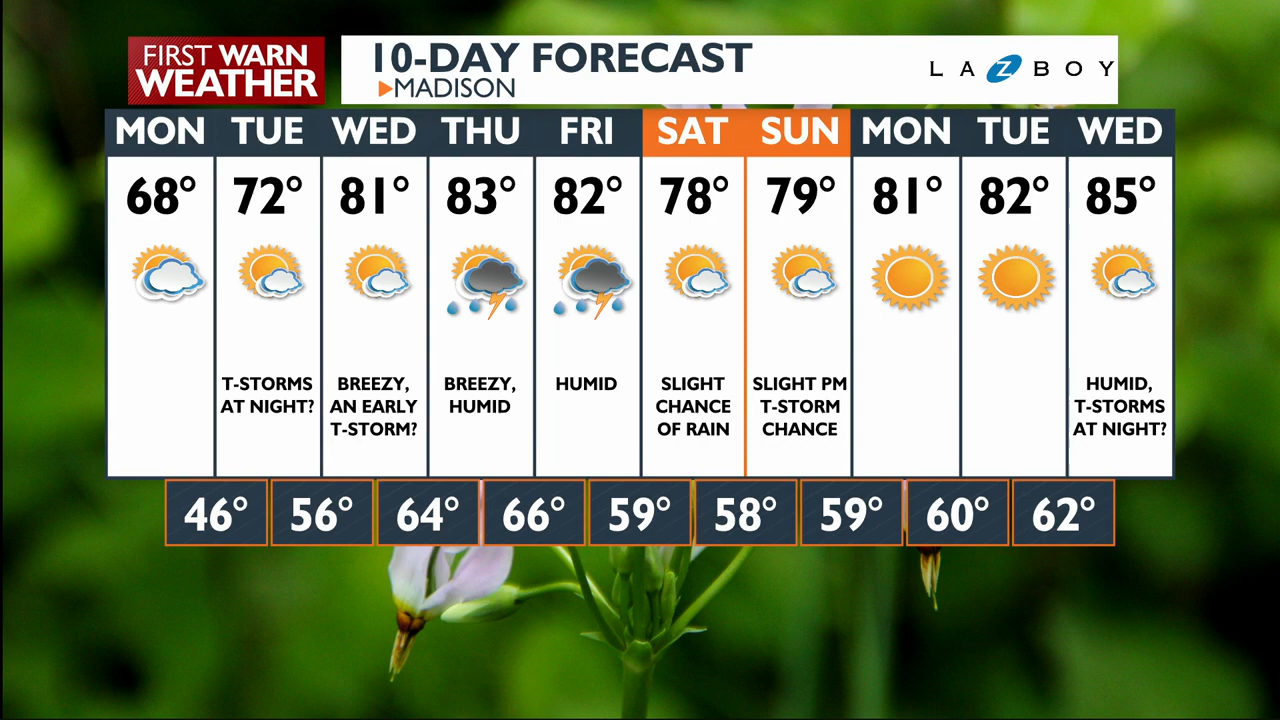 FIRST WARN
WEATHER
10-DAY FORECAST
MADISON
LA Z BOY
MON TUE WED THU FRI SAT SUN MON TUE WED
68° 72° 81° 83° 82° 78° 79° 81° 82° 85°
T-STORMS
AT NIGHT?
BREEZY,
AN EARLY
T-STORM?
BREEZY,
HUMID
HUMID
SLIGHT
CHANCE
OF RAIN
SLIGHT PM
T-STORM
CHANCE
HUMID,
T-STORMS
AT NIGHT?
46° 56° 64° 66° 59° 58° 59° 60° 62°